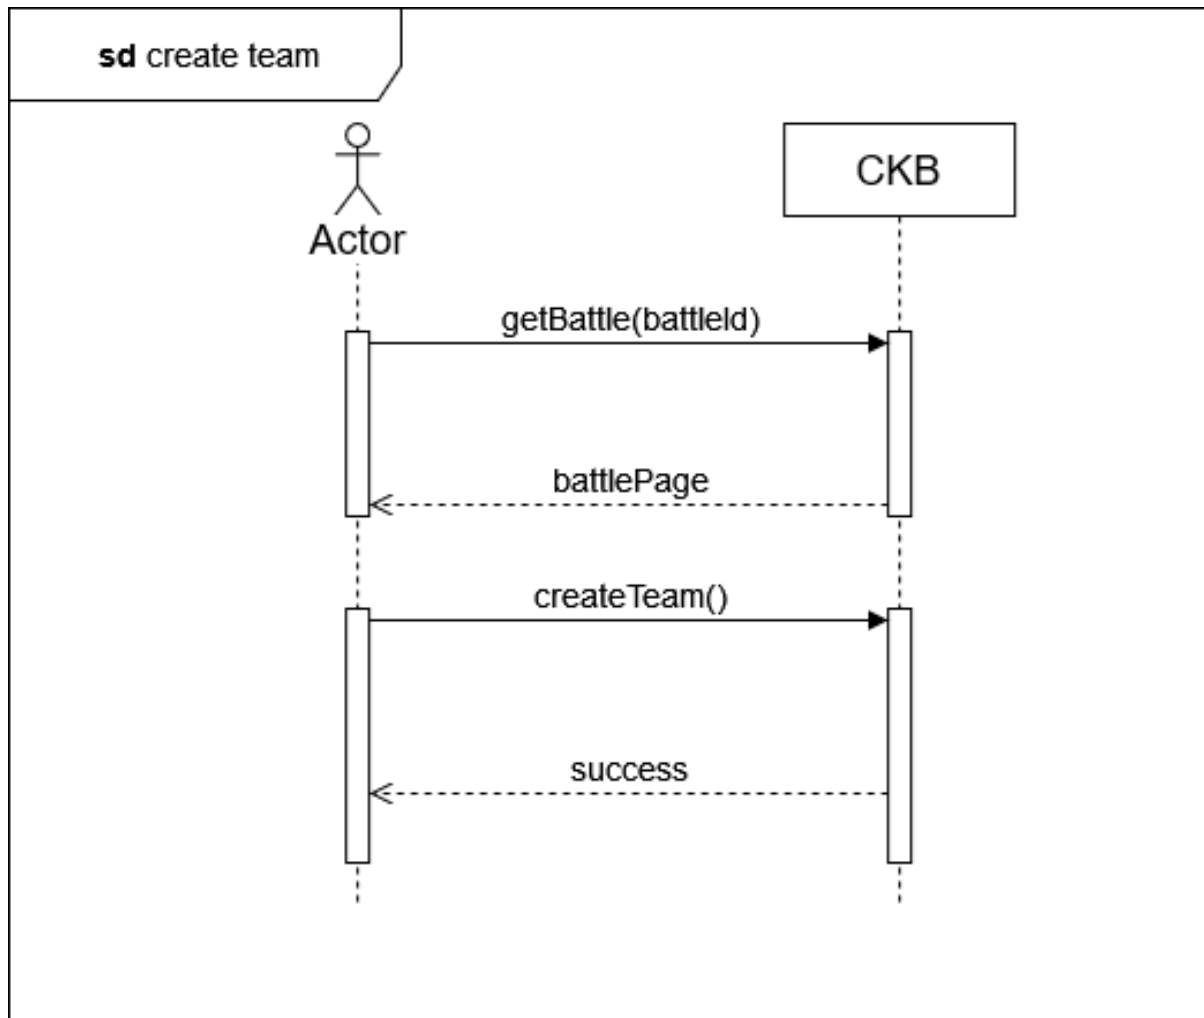 sd create team
Actor
CKB
getBattle(battleId)
battlePage
createTeam()
success